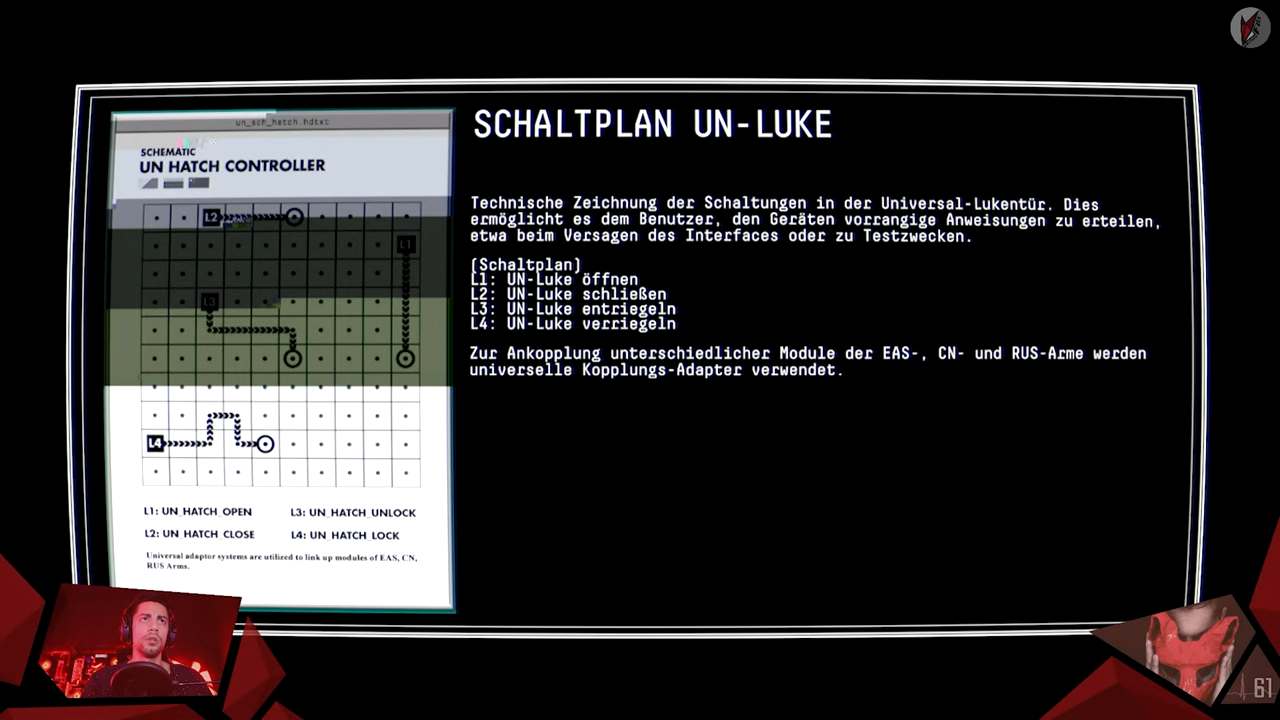 un_sch_hatch.hdtxt
SCHEMATIC
UN HATCH CONTROLLER
L2
L1
L3
L4
L1: UN_HATCH_OPEN
L3: UN_HATCH_UNLOCK
L2: UN_HATCH_CLOSE
L4: UN_HATCH_LOCK
Universal adaptor systems are utilized to link up modules of EAS, CN,
RUS Arms.
SCHALTPLAN UN-LUKE
Technische Zeichnung der Schaltungen in der Universal-Lukentür. Dies
ermöglicht es dem Benutzer, den Geräten vorrangige Anweisungen zu erteilen,
etwa beim Versagen des Interfaces oder zu Testzwecken.
[Schaltplan]
L1: UN-Luke öffnen
L2: UN-Luke schließen
L3: UN-Luke entriegeln
L4: UN-Luke verriegeln
Zur Ankopplung unterschiedlicher Module der EAS-, CN- und RUS-Arme werden
universelle Kopplungs-Adapter verwendet.
61